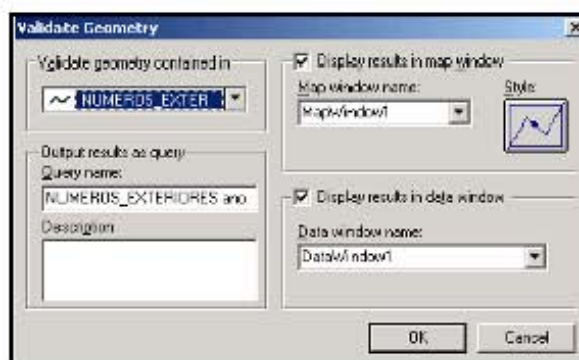 Validate Geometry
Validate geometry contained in
NUMEROS_EXTER
Output results as query
Query name:
NUMEROS_EXTERIORES ano
Description
Display results in map window
Map window name:
MapWindow1
Style:
Display results in data window
Data window name:
DataWindow1
OK
Cancel